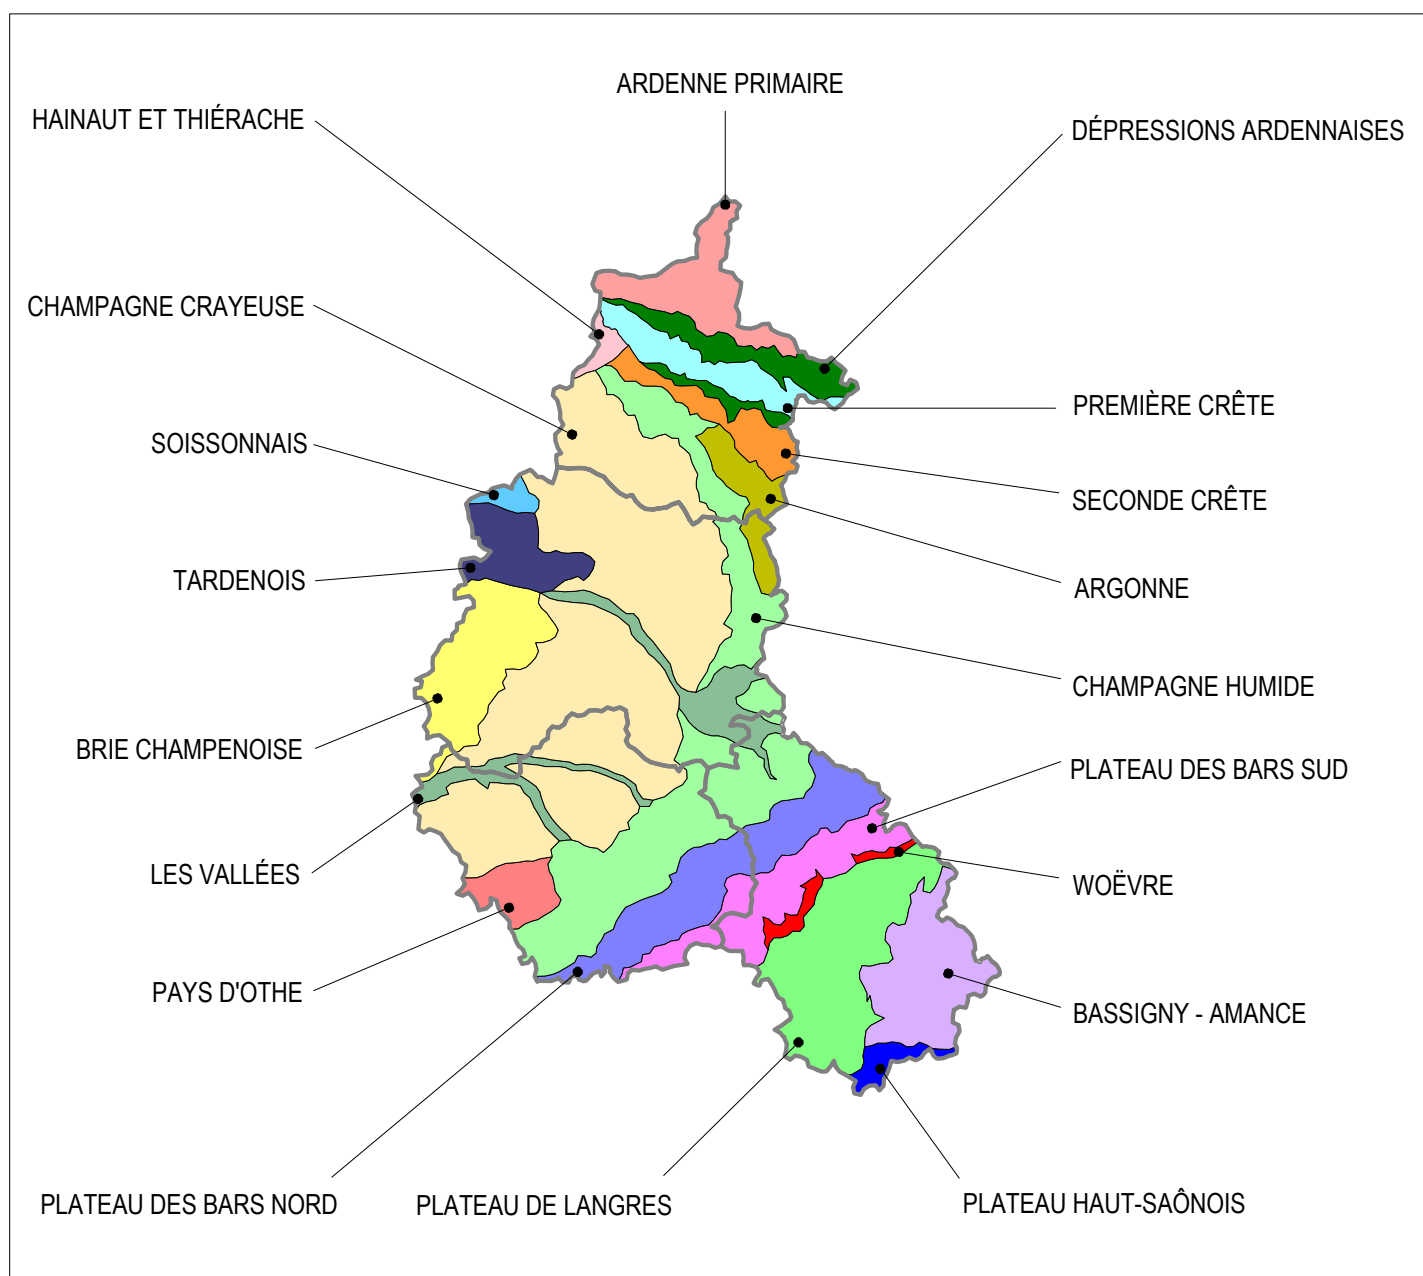 ARDENNE PRIMAIRE
HAINAUT ET THIÉRACHE
DÉPRESSIONS ARDENNAISES
CHAMPAGNE CRAYEUSE
PREMIÈRE CRÊTE
SOISSONNAIS
SECONDE CRÊTE
TARDENOIS
ARGONNE
CHAMPAGNE HUMIDE
BRIE CHAMPENOISE
PLATEAU DES BARS SUD
LES VALLÉES
WOËVRE
PAYS D'OTHE
BASSIGNY - AMANCE
PLATEAU DES BARS NORD
PLATEAU DE LANGRES
PLATEAU HAUT-SAÔNOIS